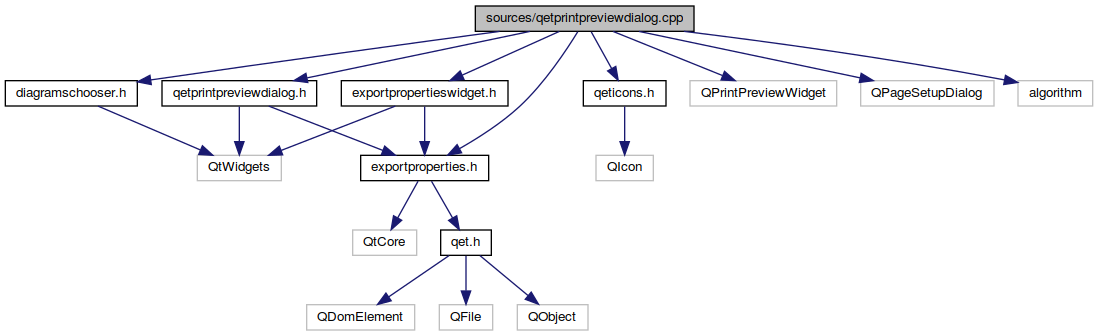 sources/qetprintpreviewdialog.cpp
diagramschooser.h
qetprintpreviewdialog.h
exportpropertieswidget.h
qeticons.h
QPrintPreviewWidget
QPageSetupDialog
algorithm
QtWidgets
exportproperties.h
QIcon
QtCore
qet.h
QDomElement
QFile
QObject